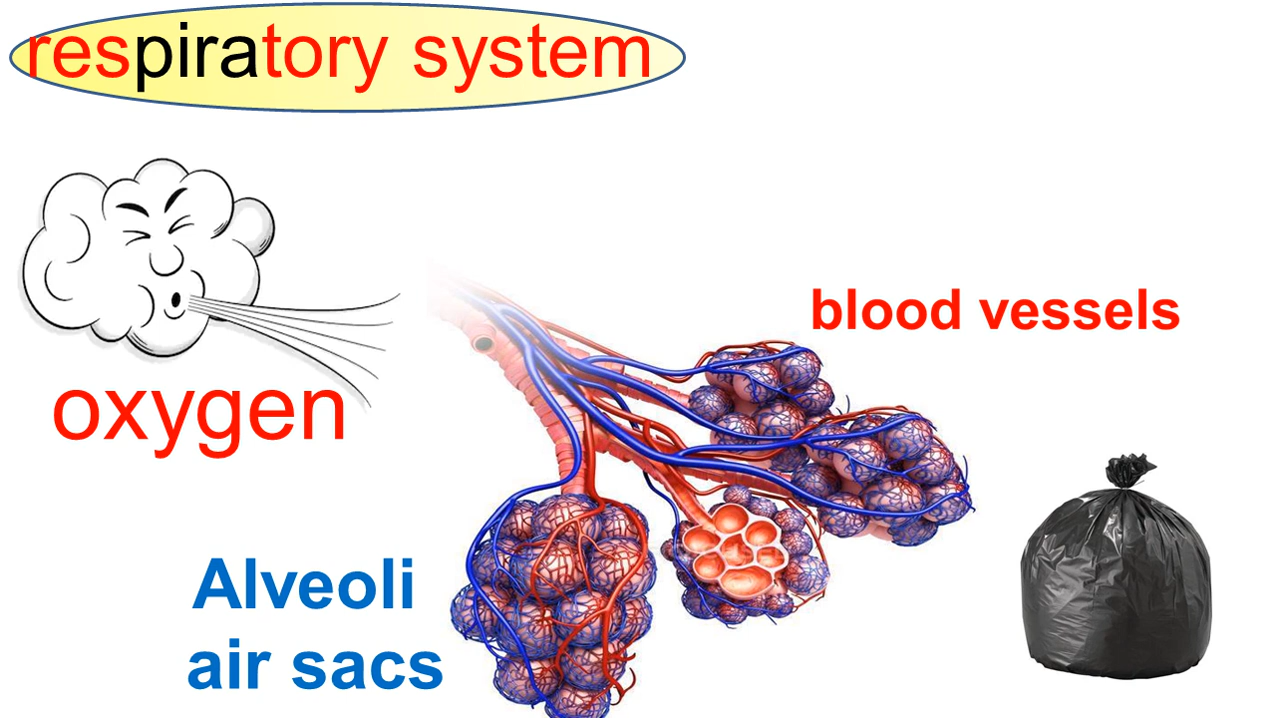 respiratory system
oxygen
blood vessels
Alveoli
air sacs